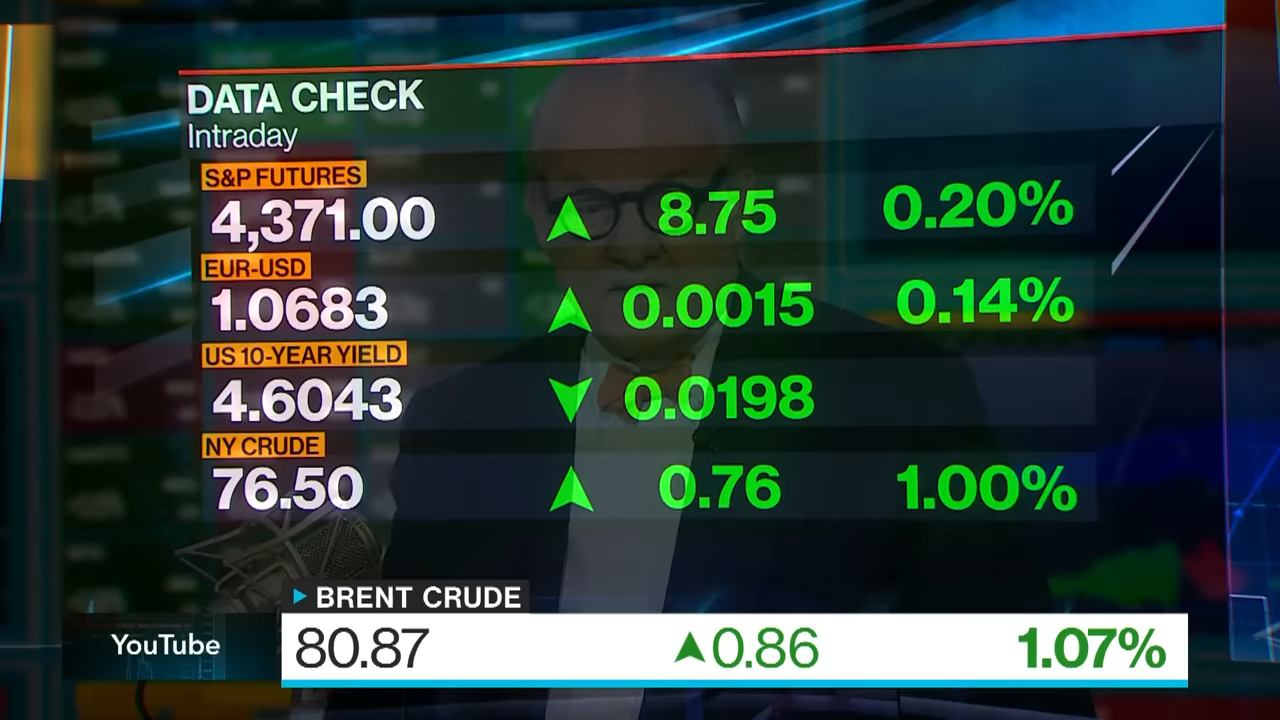 DATA CHECK
Intraday
S&P FUTURES
4,371.00 ▲ 8.75 0.20%
EUR-USD
1.0683 ▲ 0.0015 0.14%
US 10-YEAR YIELD
4.6043 ▼ 0.0198
NY CRUDE
76.50 ▲ 0.76 1.00%
BRENT CRUDE
YouTube 80.87 ▲0.86 1.07%